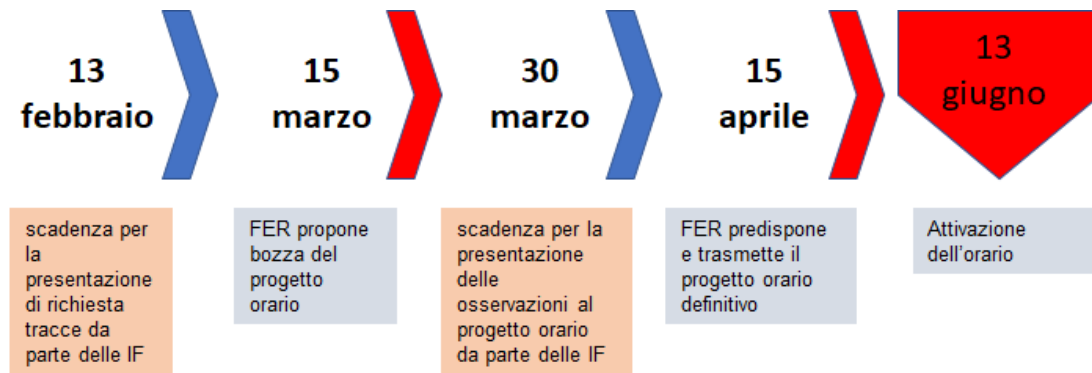 13
febbraio
15
marzo
30
marzo
15
aprile
13
giugno
scadenza per
la
presentazione
di richiesta
tracce da
parte delle IF
FER propone
bozza del
progetto
orario
scadenza per la
presentazione
delle
osservazioni al
progetto orario
da parte delle IF
FER predispone
e trasmette il
progetto orario
definitivo
Attivazione
dell'orario